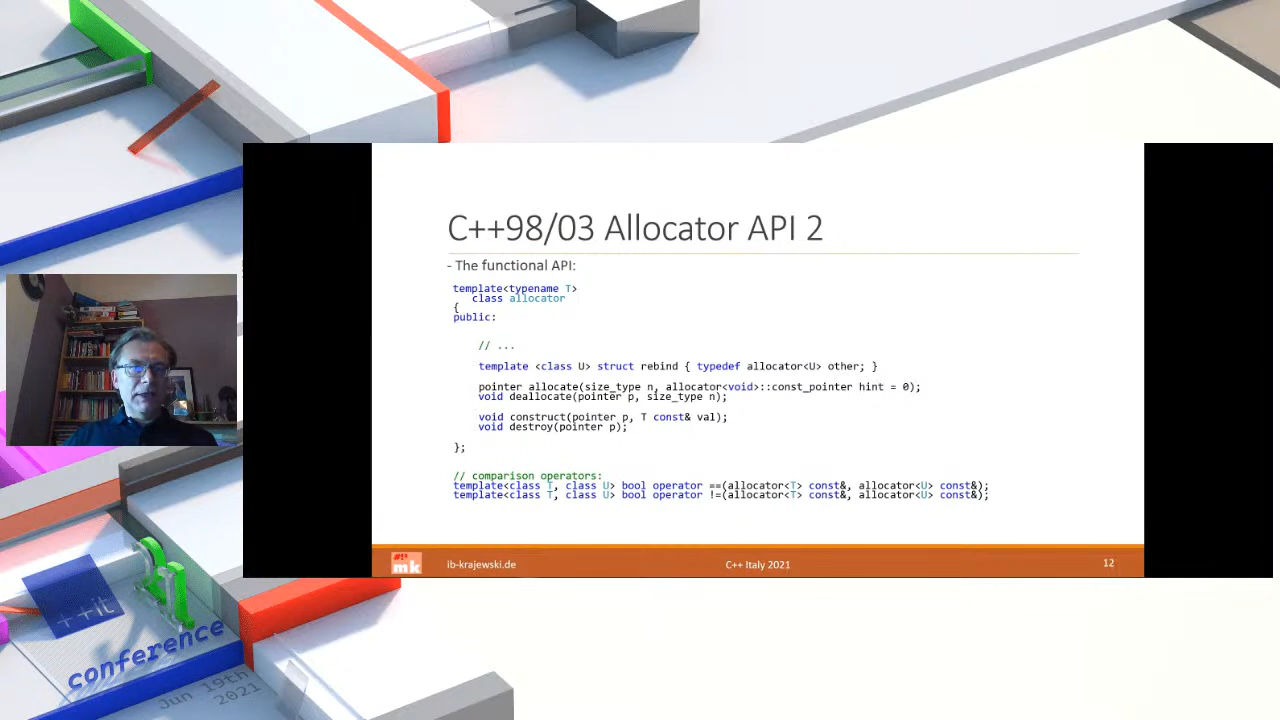 C++98/03 Allocator API 2
- The functional API:
template<typename T>
class allocator
{
public:
// ...
template <class U> struct rebind { typedef allocator<U> other; }
pointer allocate(size_type n, allocator<void>::const_pointer hint = 0);
void deallocate(pointer p, size_type n);
void construct(pointer p, T const& val);
void destroy(pointer p);
};
// comparison operators:
template<class T, class U> bool operator ==(allocator<T> const&, allocator<U> const&);
template<class T, class U> bool operator !=(allocator<T> const&, allocator<U> const&);
mk
ib-krajewski.de
C++ Italy 2021
12
++it
conference
Jun 19th
2021